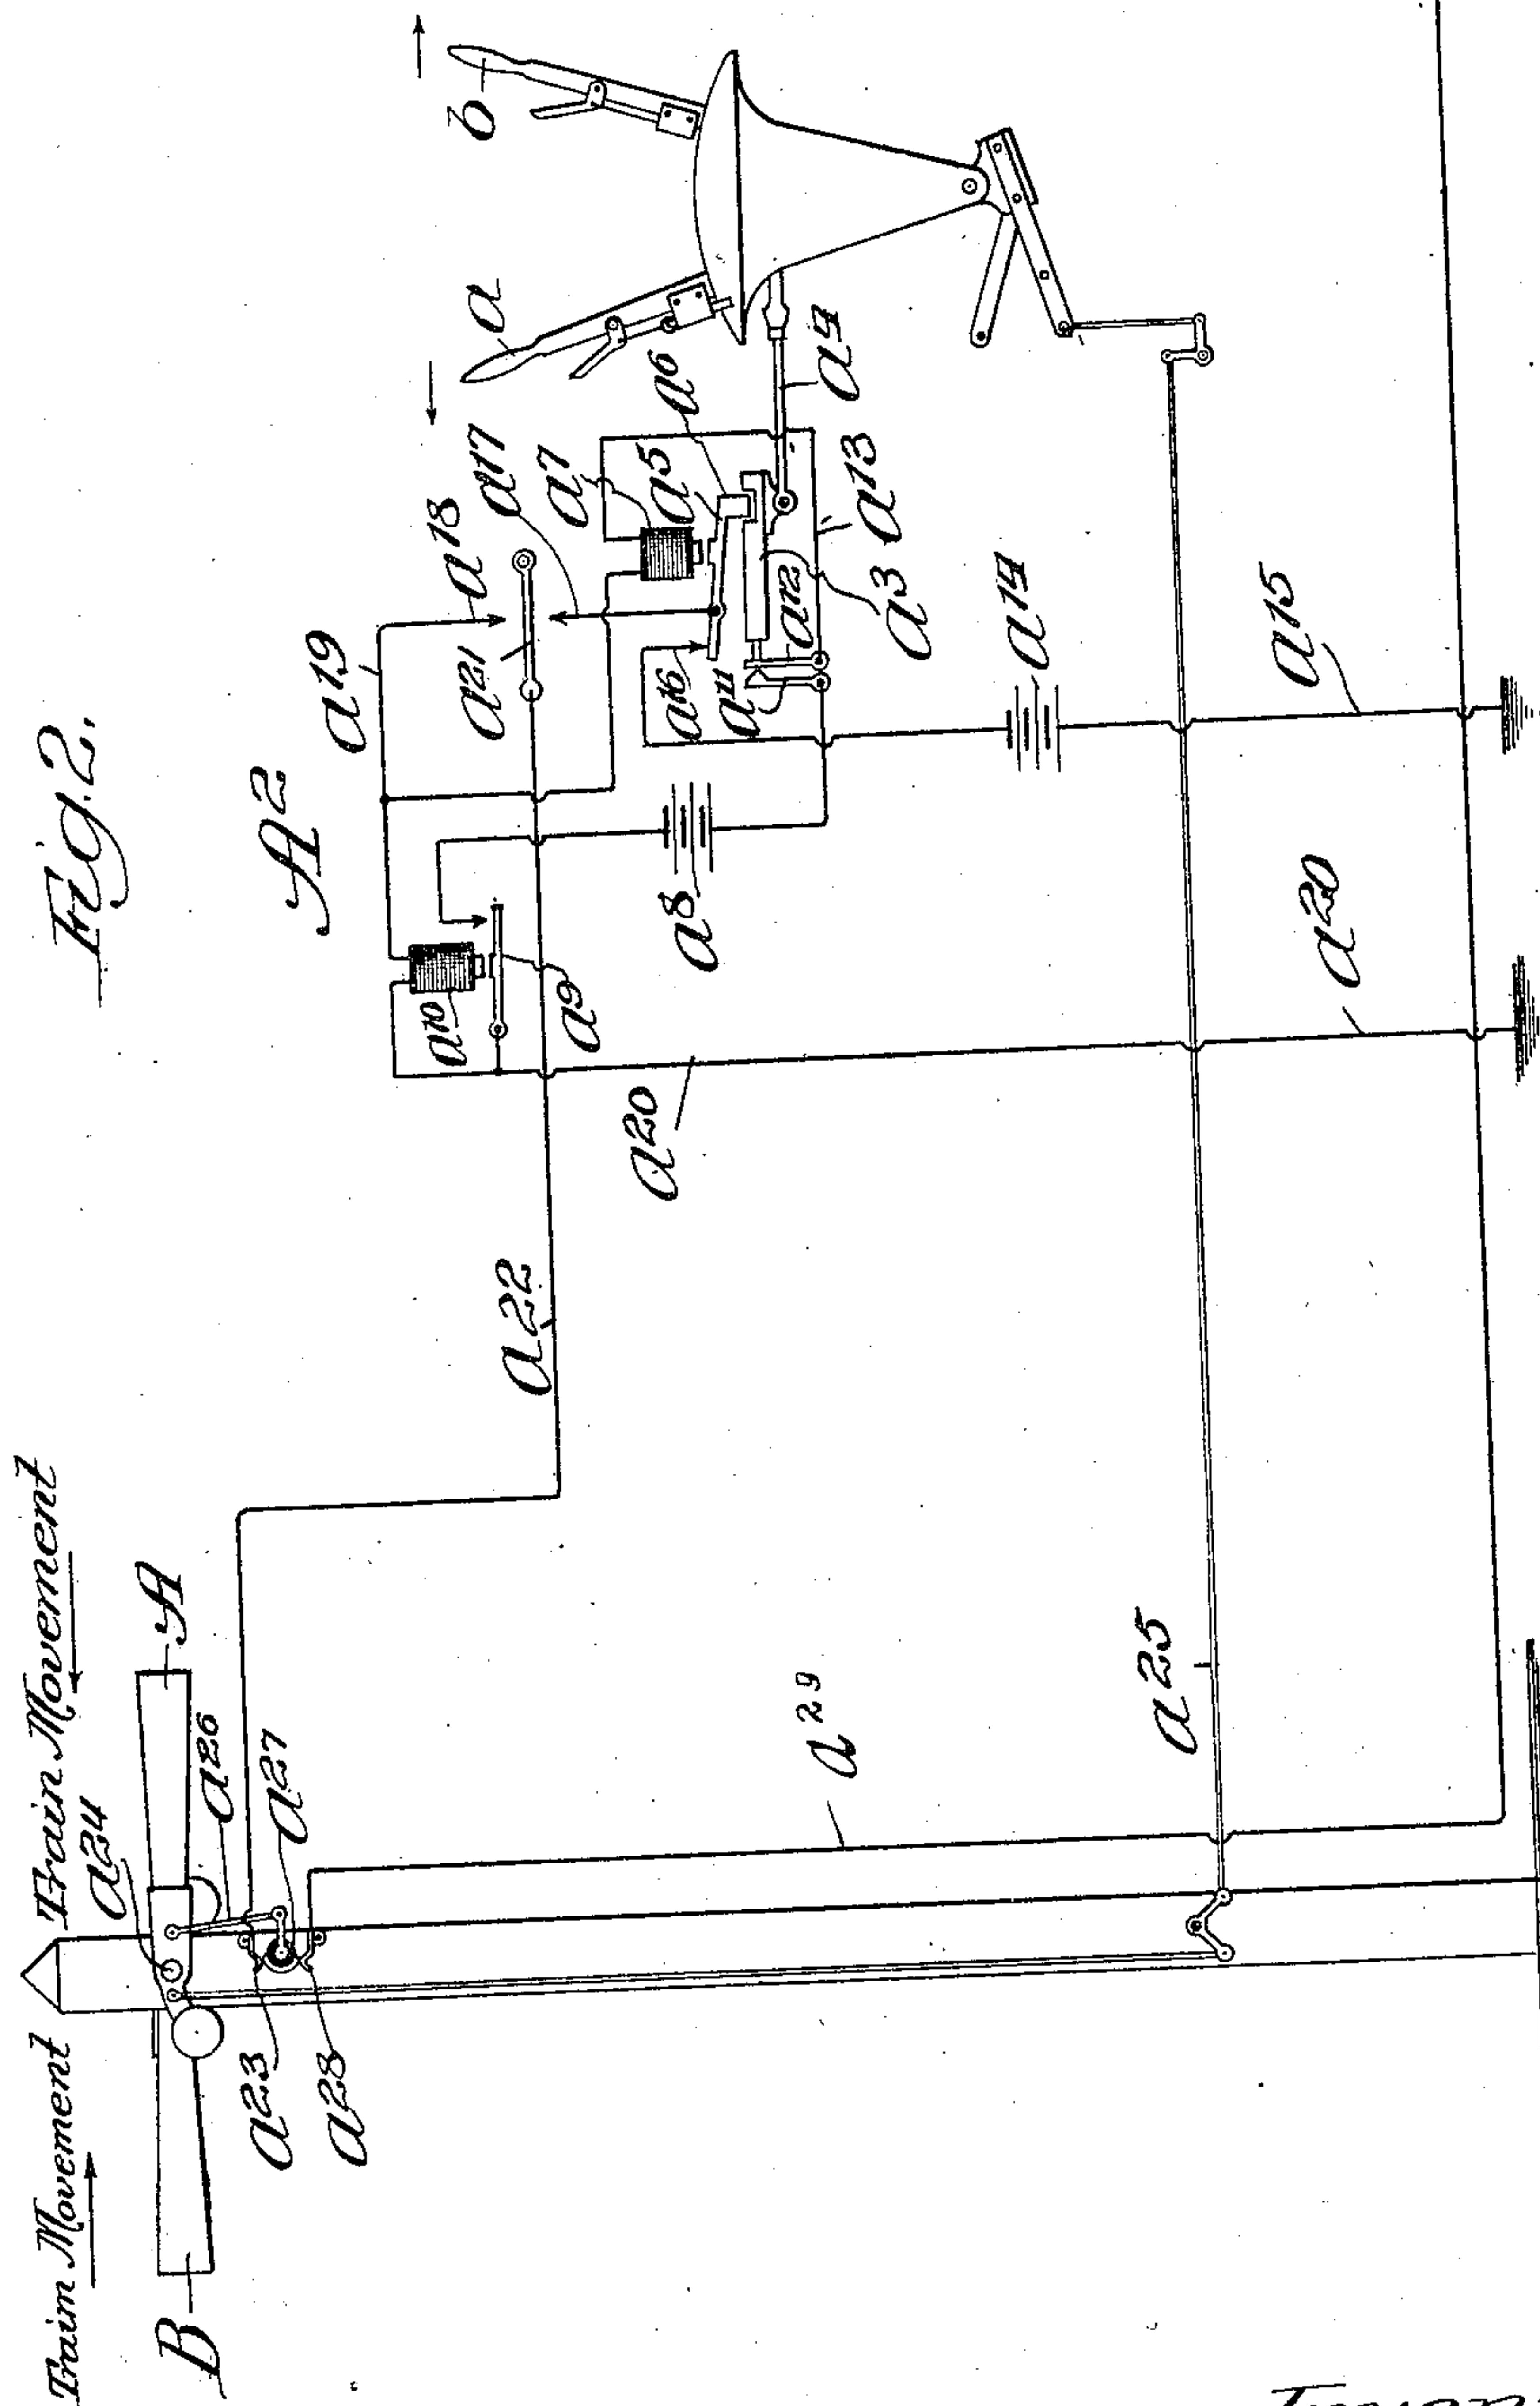 Fig. 2.
A²
Train Movement
Train Movement
B
A
a²⁴
a²⁶
a²³
a²⁷
a²⁸
a²⁹
a²²
a²⁵
a¹⁹
a¹⁸
a¹⁷
a²¹
a⁷
a⁵
a⁶
a
b
a¹⁰
a⁹
a⁸
a¹⁶
a¹¹
a¹²
a³
a¹³
a⁴
a¹⁴
a¹⁵
a²⁰
a²⁰